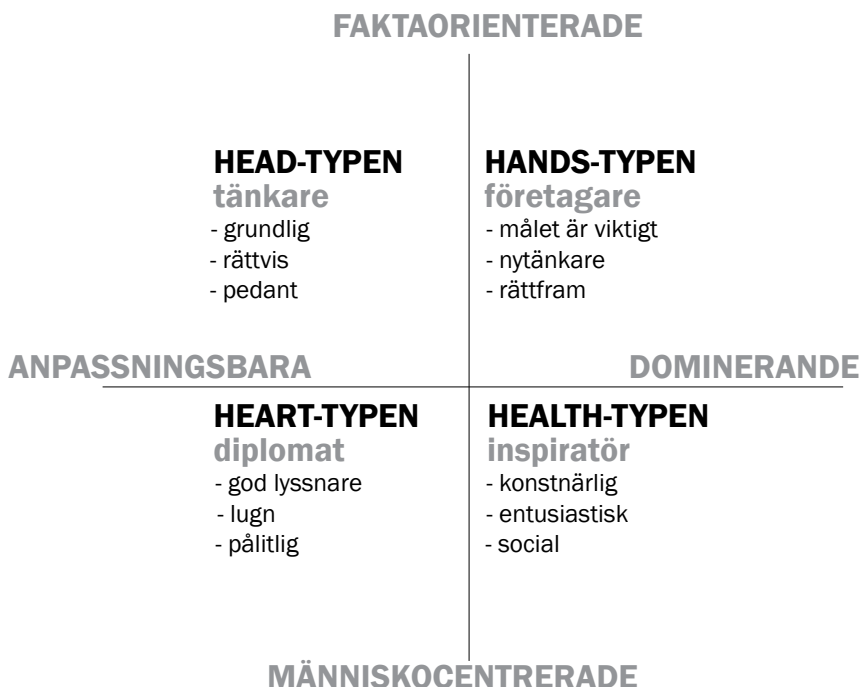 FAKTAORIENTERADE
HEAD-TYPEN
tänkare
- grundlig
- rättvis
- pedant
HANDS-TYPEN
företagare
- målet är viktigt
- nytänkare
- rättfram
ANPASSNINGSBARA
DOMINERANDE
HEART-TYPEN
diplomat
- god lyssnare
- lugn
- pålitlig
HEALTH-TYPEN
inspiratör
- konstnärlig
- entusiastisk
- social
MÄNNISKOCENTRERADE